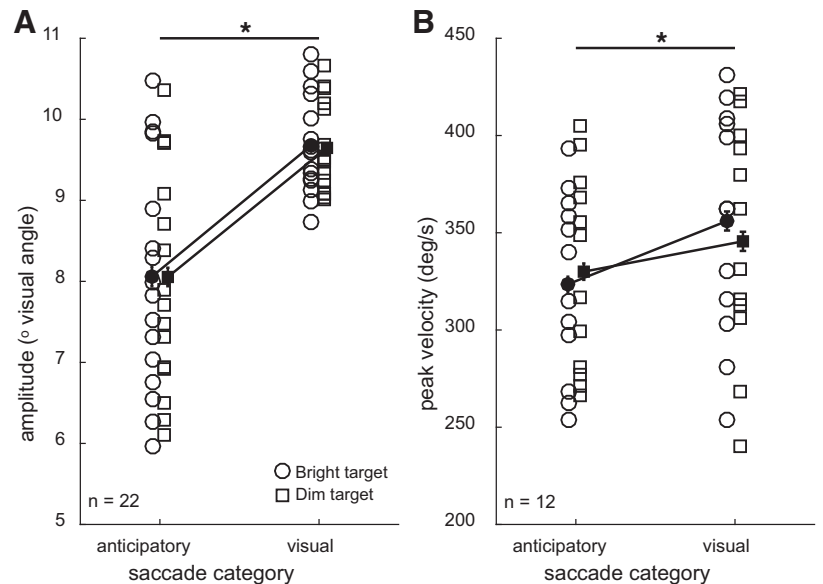 A
*
11
10
9
8
7
6
5
amplitude (o visual angle)
Bright target
Dim target
n = 22
anticipatory visual
saccade category
B
*
450
400
350
300
250
200
peak velocity (deg/s)
n = 12
anticipatory visual
saccade category